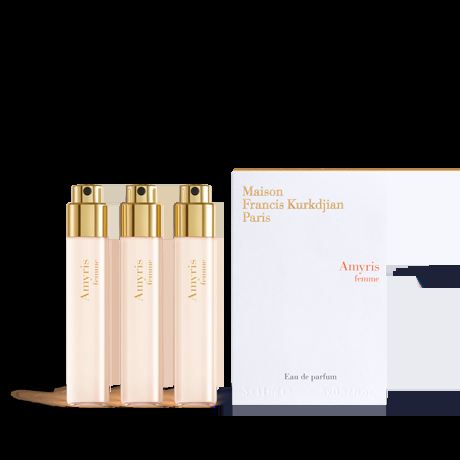 Amyris
femme
Amyris
femme
Amyris
femme
Maison
Francis Kurkdjian
Paris
Amyris
femme
Eau de parfum